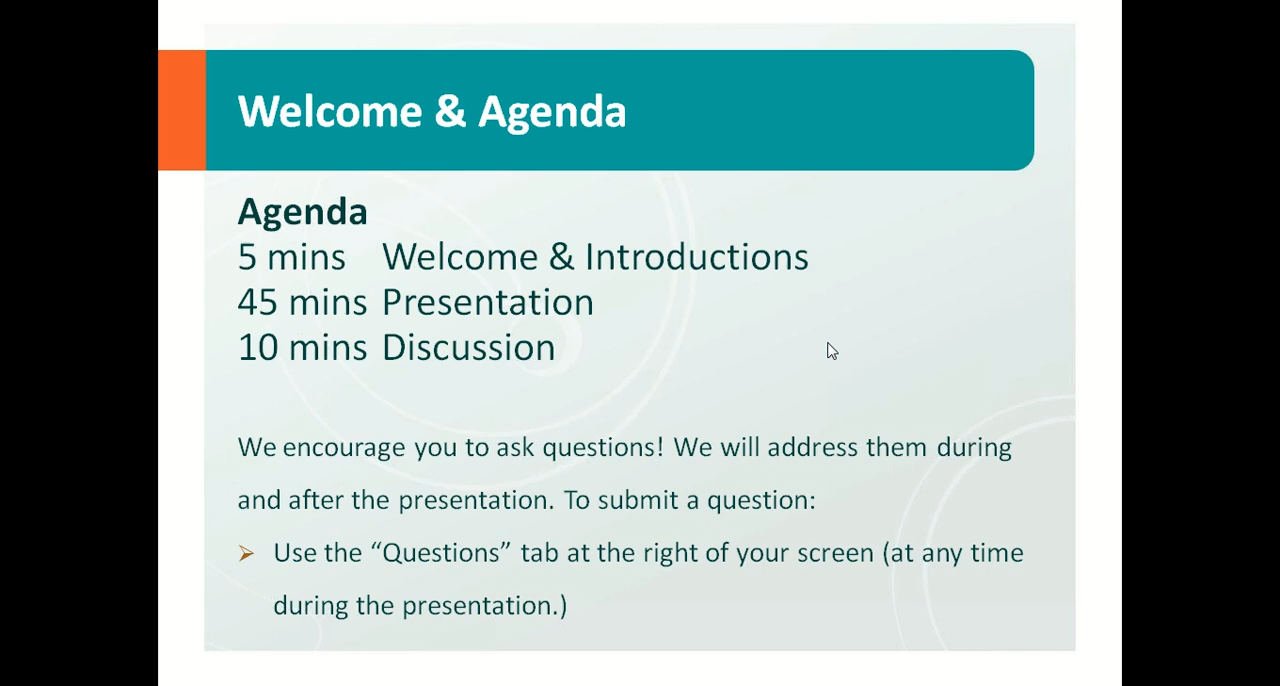 Welcome & Agenda
Agenda
5 mins Welcome & Introductions
45 mins Presentation
10 mins Discussion
We encourage you to ask questions! We will address them during
and after the presentation. To submit a question:
➢ Use the “Questions” tab at the right of your screen (at any time
during the presentation.)